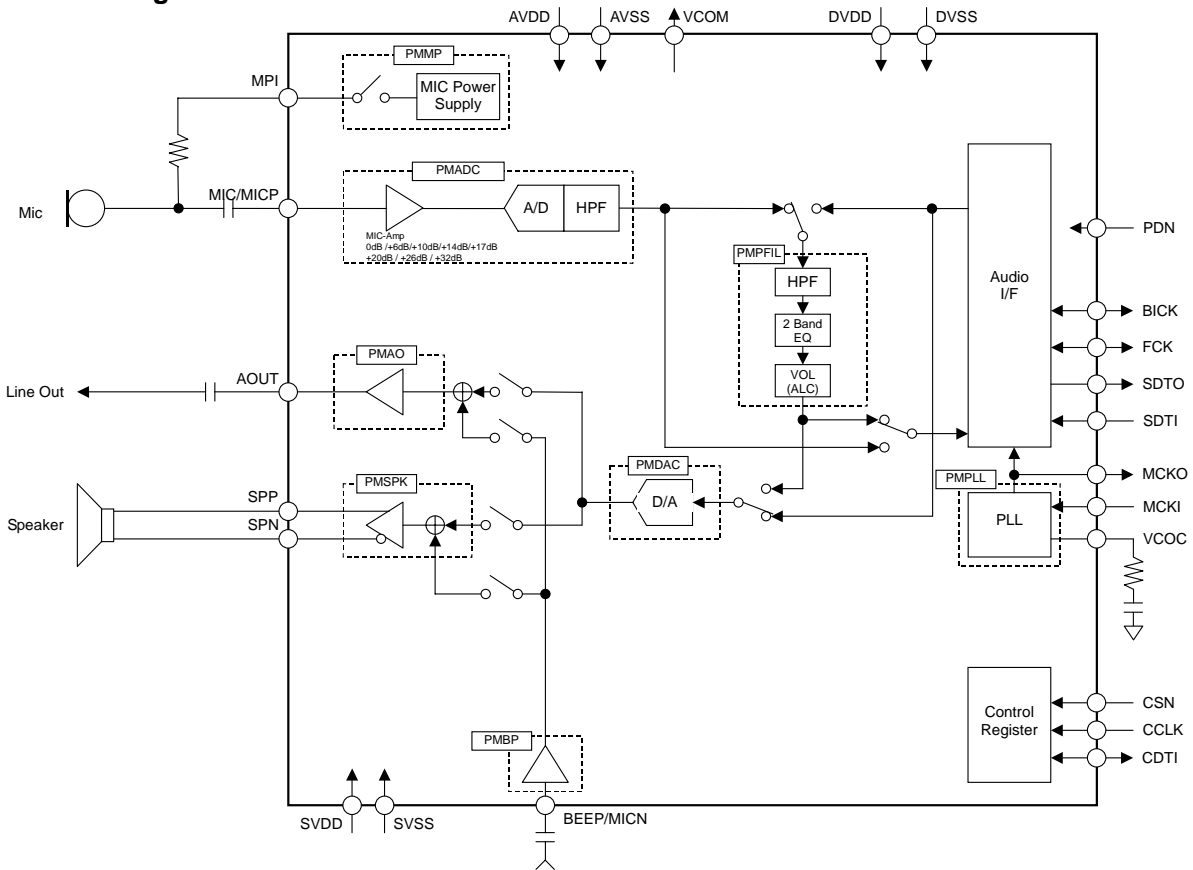 AVDD AVSS VCOM DVDD DVSS
PMMP
MPI
MIC Power
Supply
PMADC
MIC/MICP
Mic
A/D HPF
MIC-Amp
0dB /+6dB/+10dB/+14dB/+17dB
+20dB / +26dB / +32dB
PMPFIL
HPF
2 Band
EQ
VOL
(ALC)
Audio
I/F
PDN
BICK
FCK
SDTO
SDTI
MCKO
MCKI
VCOC
PMPLL
PLL
PMAO
AOUT
Line Out
PMSPK
SPP
SPN
Speaker
PMDAC
D/A
Control
Register
CSN
CCLK
CDTI
PMBP
SVDD SVSS
BEEP/MICN